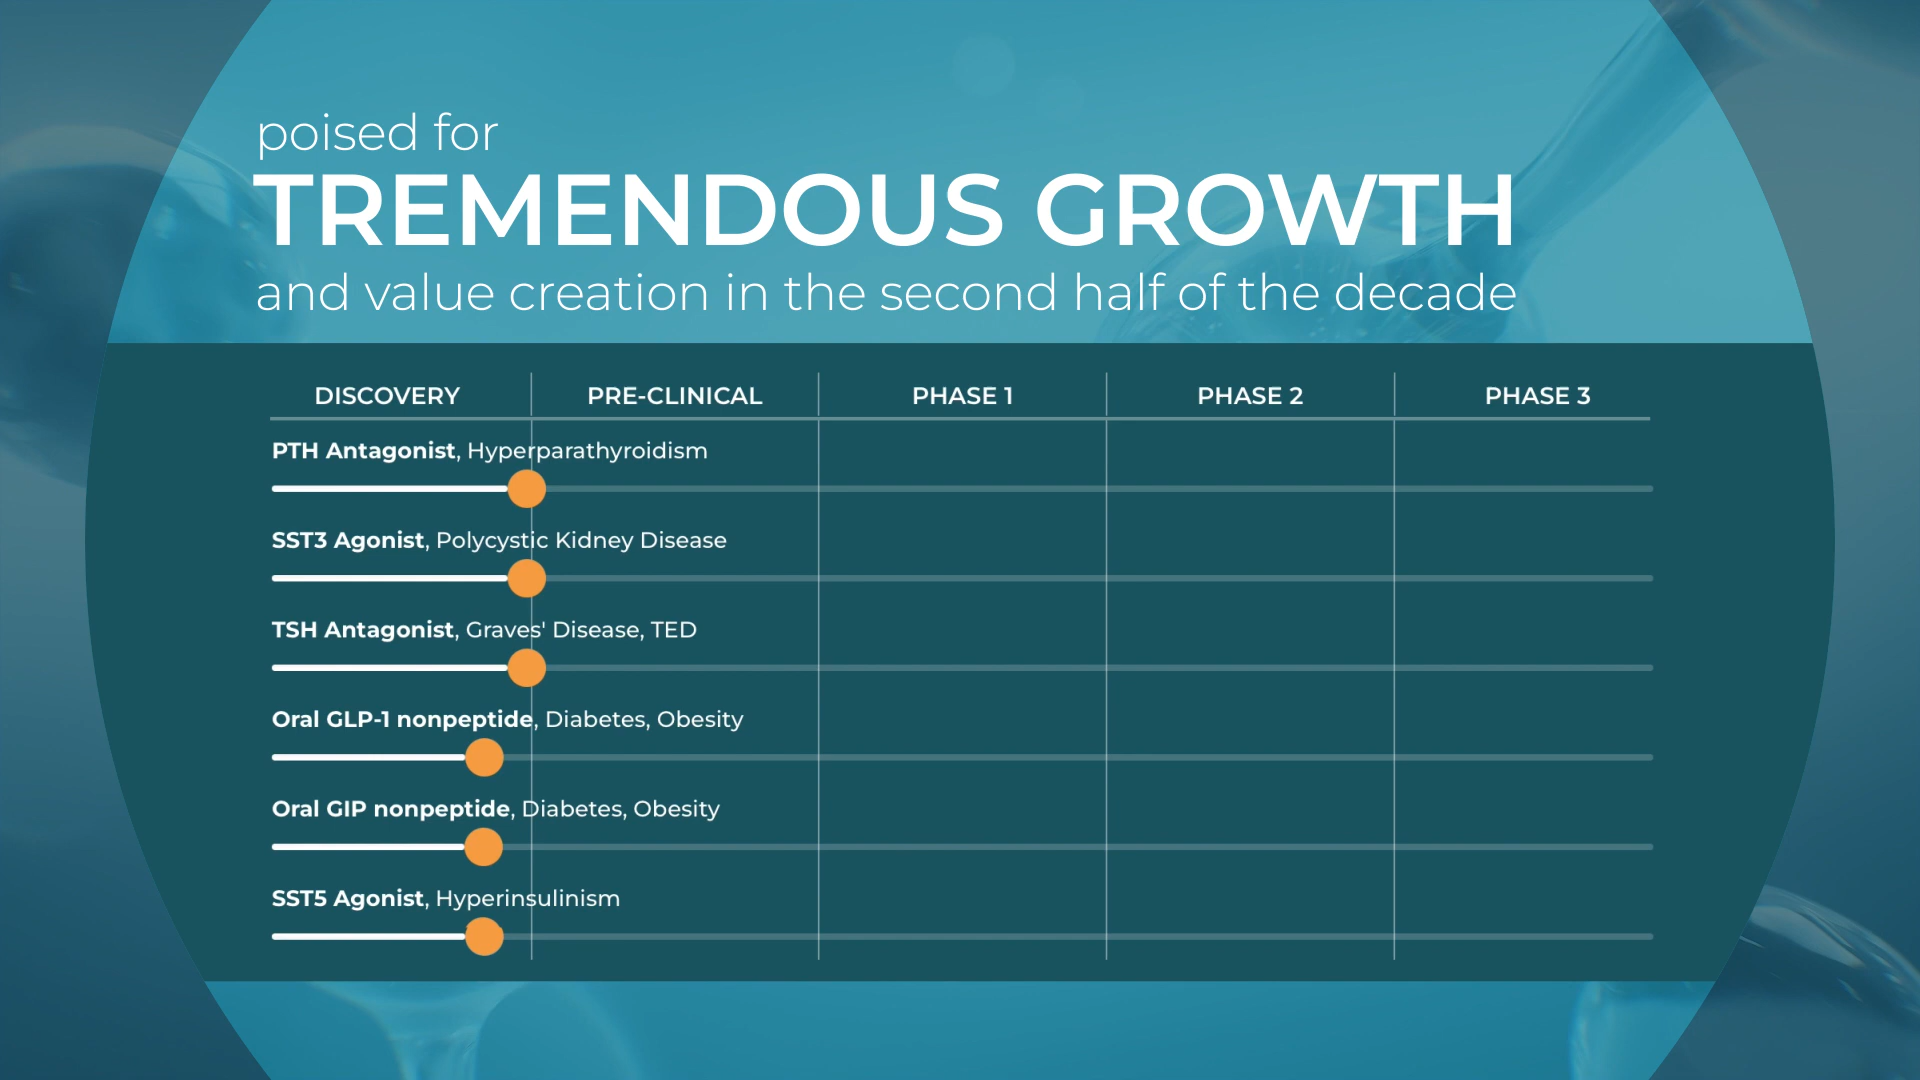 poised for
TREMENDOUS GROWTH
and value creation in the second half of the decade
DISCOVERY PRE-CLINICAL PHASE 1 PHASE 2 PHASE 3
PTH Antagonist, Hyperparathyroidism
SST3 Agonist, Polycystic Kidney Disease
TSH Antagonist, Graves' Disease, TED
Oral GLP-1 nonpeptide, Diabetes, Obesity
Oral GIP nonpeptide, Diabetes, Obesity
SST5 Agonist, Hyperinsulinism